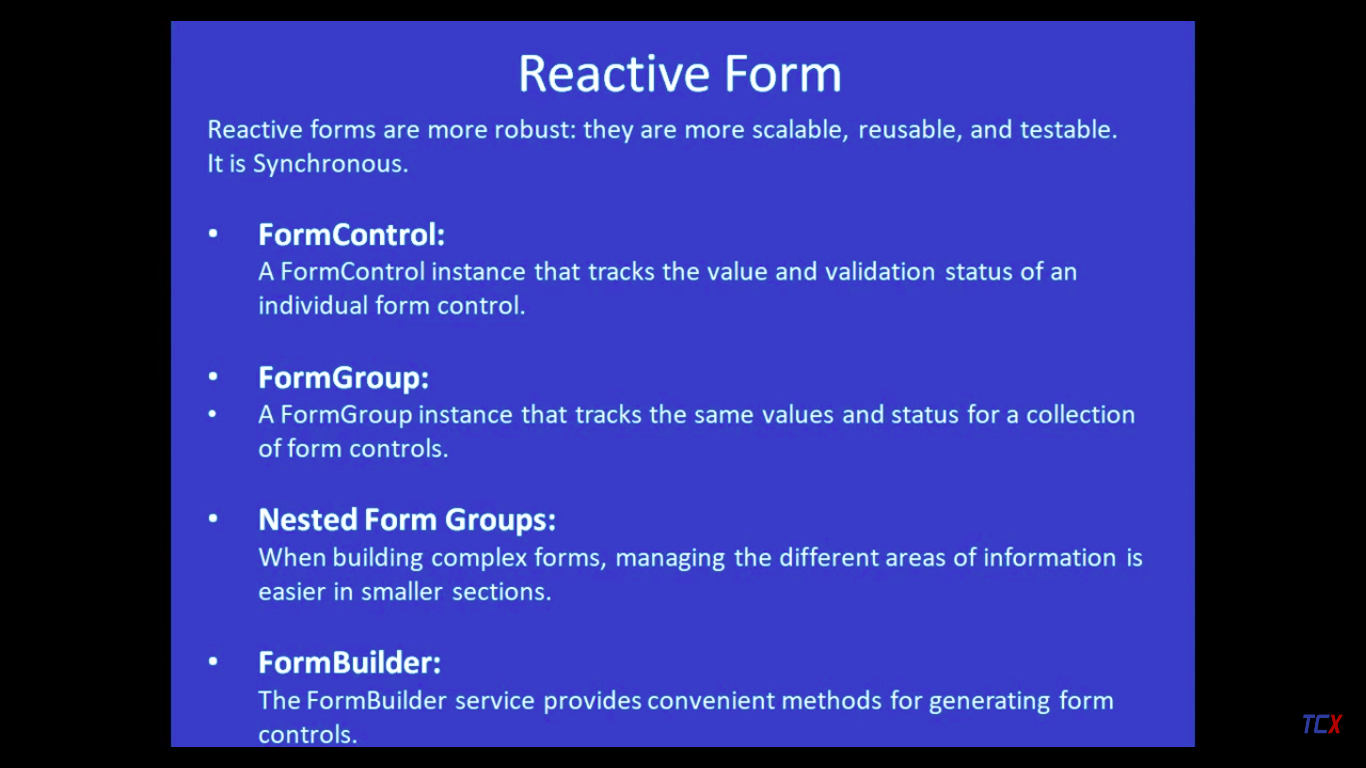 Reactive Form
Reactive forms are more robust: they are more scalable, reusable, and testable.
It is Synchronous.
• FormControl:
A FormControl instance that tracks the value and validation status of an
individual form control.
• FormGroup:
• A FormGroup instance that tracks the same values and status for a collection
of form controls.
• Nested Form Groups:
When building complex forms, managing the different areas of information is
easier in smaller sections.
• FormBuilder:
The FormBuilder service provides convenient methods for generating form
controls.
TCX